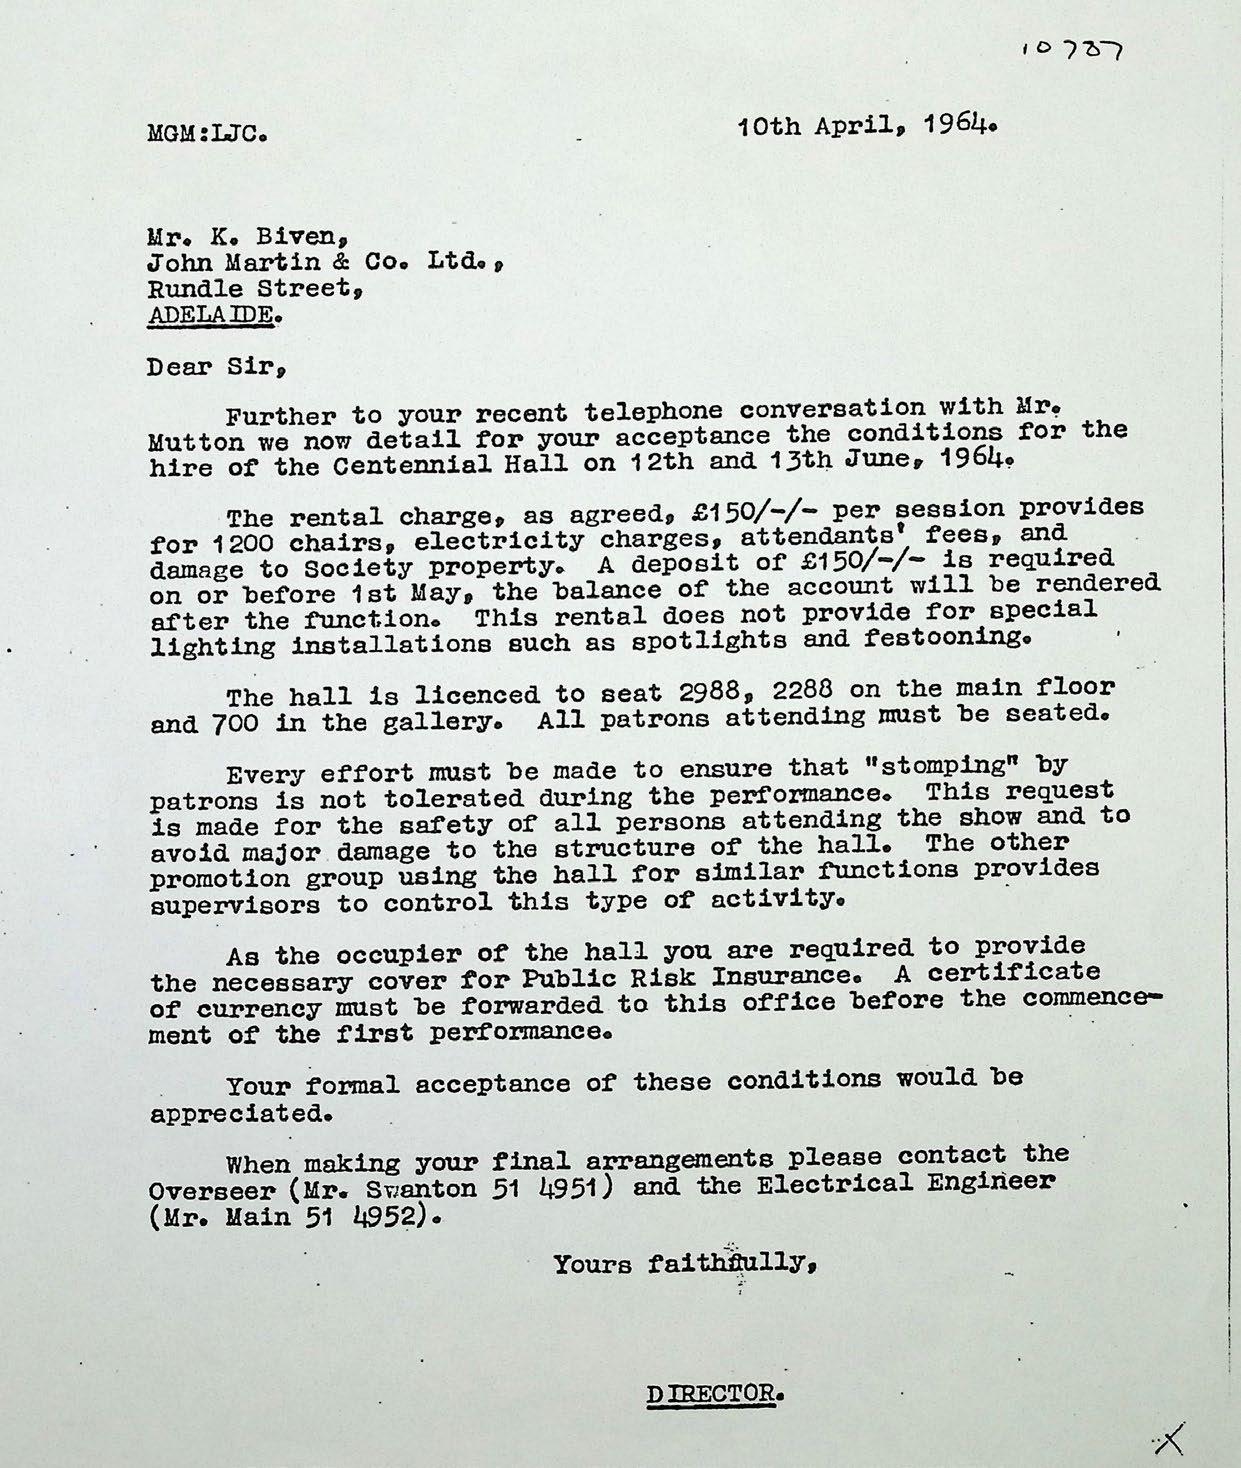 10787
MGM:LJC.
10th April, 1964.
Mr. K. Biven,
John Martin & Co. Ltd.,
Rundle Street,
ADELAIDE.
Dear Sir,
Further to your recent telephone conversation with Mr.
Mutton we now detail for your acceptance the conditions for the
hire of the Centennial Hall on 12th and 13th June, 1964.
The rental charge, as agreed, £150/-/- per session provides
for 1200 chairs, electricity charges, attendants' fees, and
damage to Society property. A deposit of £150/-/- is required
on or before 1st May, the balance of the account will be rendered
after the function. This rental does not provide for special
lighting installations such as spotlights and festooning.
The hall is licenced to seat 2988, 2288 on the main floor
and 700 in the gallery. All patrons attending must be seated.
Every effort must be made to ensure that "stomping" by
patrons is not tolerated during the performance. This request
is made for the safety of all persons attending the show and to
avoid major damage to the structure of the hall. The other
promotion group using the hall for similar functions provides
supervisors to control this type of activity.
As the occupier of the hall you are required to provide
the necessary cover for Public Risk Insurance. A certificate
of currency must be forwarded to this office before the commence-
ment of the first performance.
Your formal acceptance of these conditions would be
appreciated.
When making your final arrangements please contact the
Overseer (Mr. Swanton 51 4951) and the Electrical Engineer
(Mr. Main 51 4952).
Yours faithfully,
DIRECTOR.
X